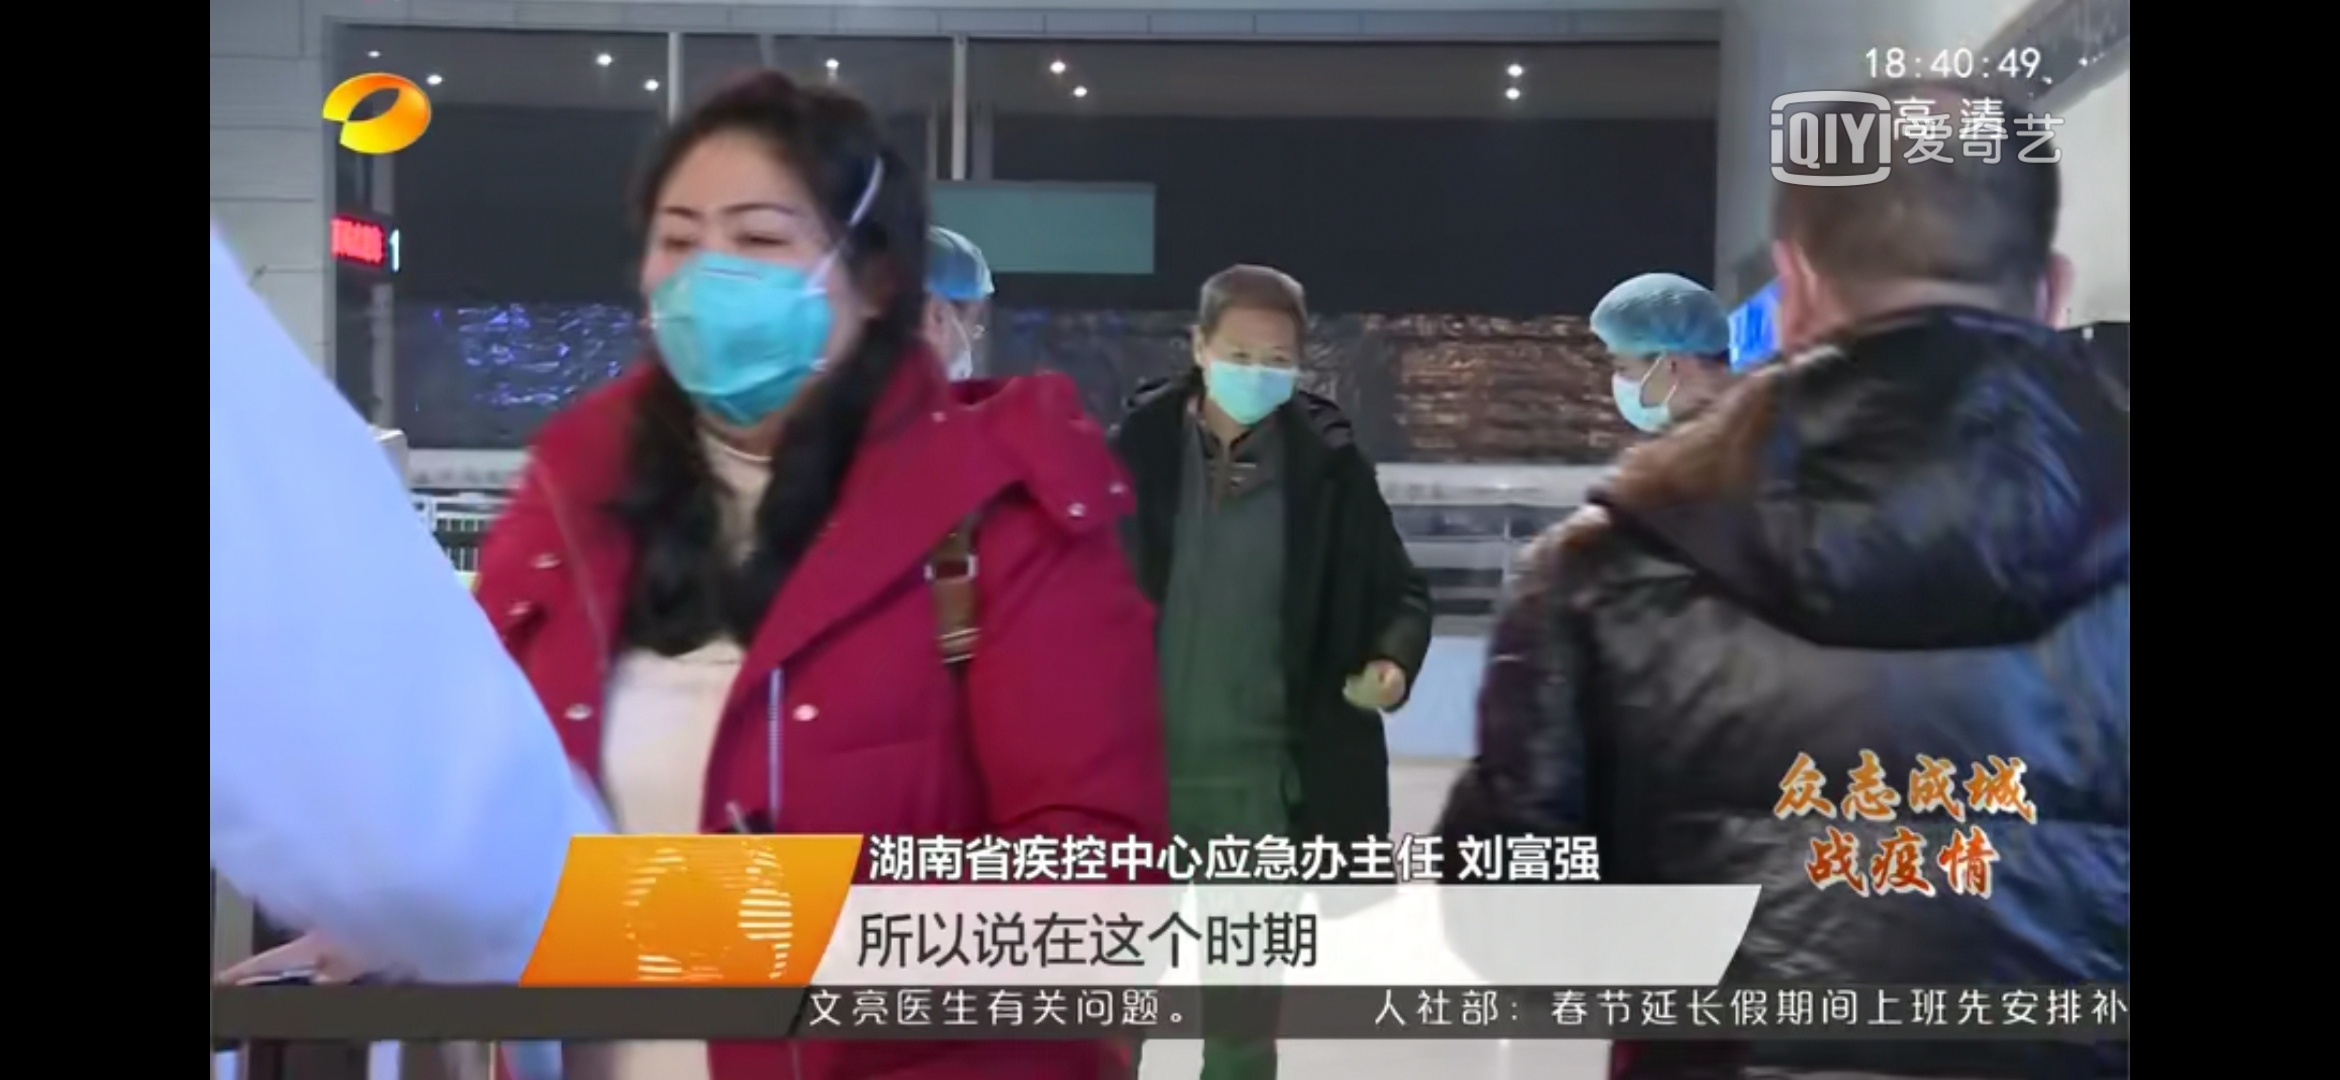 18:40:49
高清
iQIYI 爱奇艺
众志成城
战疫情
湖南省疾控中心应急办主任 刘富强
所以说在这个时期
文亮医生有关问题。 人社部：春节延长假期间上班先安排补